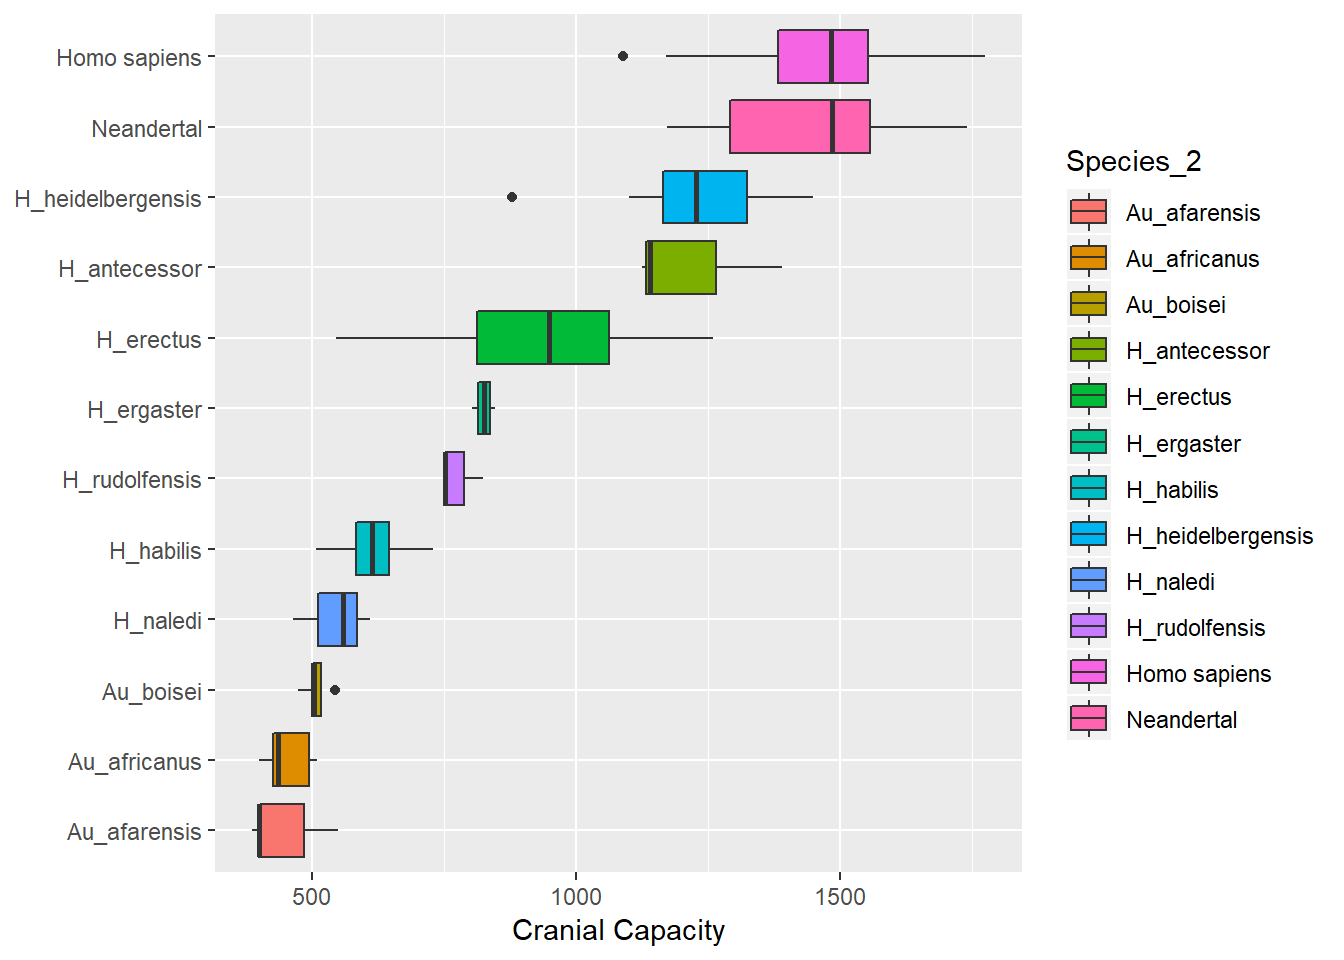 Homo sapiens
Neandertal
H_heidelbergensis
H_antecessor
H_erectus
H_ergaster
H_rudolfensis
H_habilis
H_naledi
Au_boisei
Au_africanus
Au_afarensis
500 1000 1500
Cranial Capacity
Species_2
Au_afarensis
Au_africanus
Au_boisei
H_antecessor
H_erectus
H_ergaster
H_habilis
H_heidelbergensis
H_naledi
H_rudolfensis
Homo sapiens
Neandertal